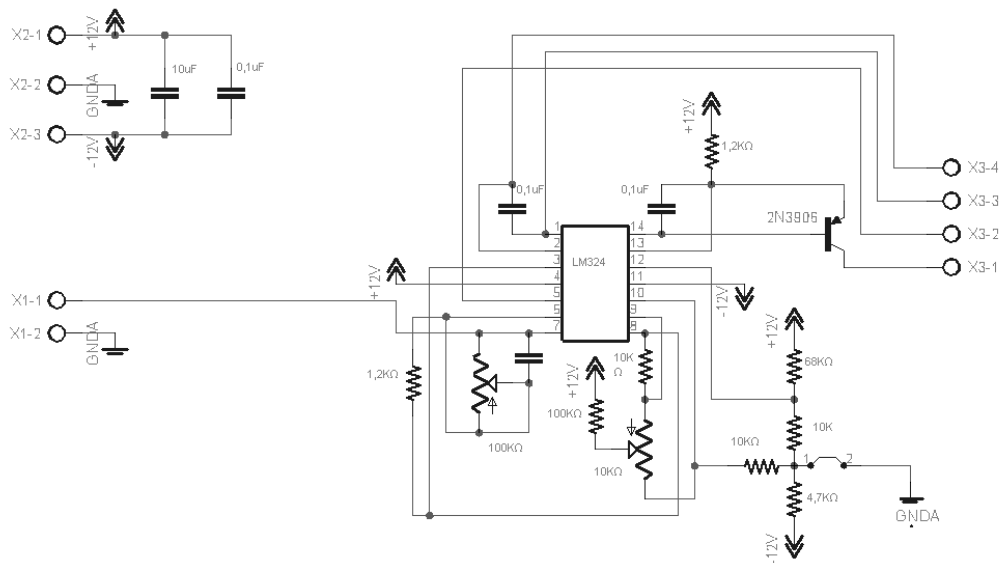 X2-1
+12V
X2-2
GNDA
X2-3
-12V
10uF
0,1uF
X1-1
X1-2
GNDA
+12V
1,2KΩ
0,1uF
0,1uF
+12V
1,2KΩ
2N3906
LM324
1
2
3
4
5
6
7
14
13
12
11
10
9
8
-12V
X3-4
X3-3
X3-2
X3-1
100KΩ
+12V
100KΩ
10K
Ω
10KΩ
10KΩ
+12V
68KΩ
10K
1
2
4,7KΩ
-12V
GNDA